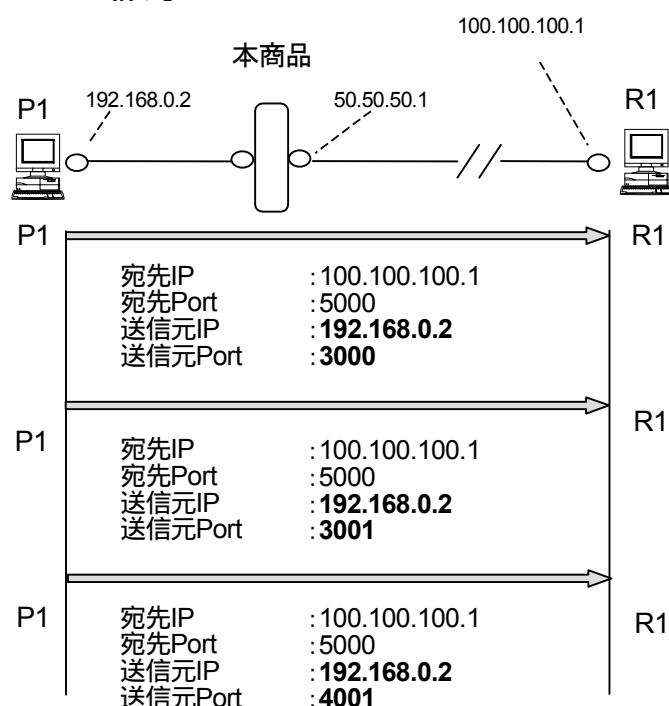 100.100.100.1
本商品
P1
192.168.0.2
50.50.50.1
R1
P1
R1
宛先IP :100.100.100.1
宛先Port :5000
送信元IP :192.168.0.2
送信元Port :3000
P1
R1
宛先IP :100.100.100.1
宛先Port :5000
送信元IP :192.168.0.2
送信元Port :3001
P1
R1
宛先IP :100.100.100.1
宛先Port :5000
送信元IP :192.168.0.2
送信元Port :4001